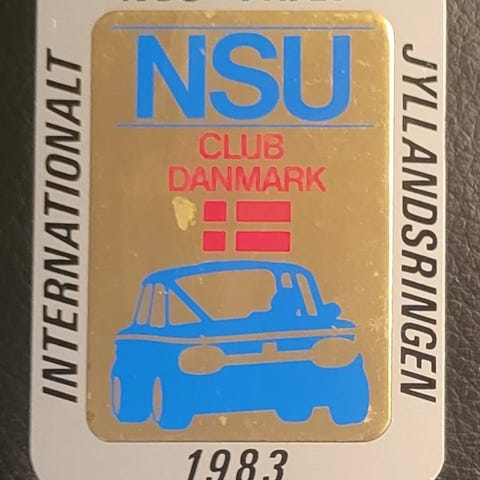 NSU
CLUB
DANMARK
INTERNATIONALT
JYLLANDSRINGEN
1983